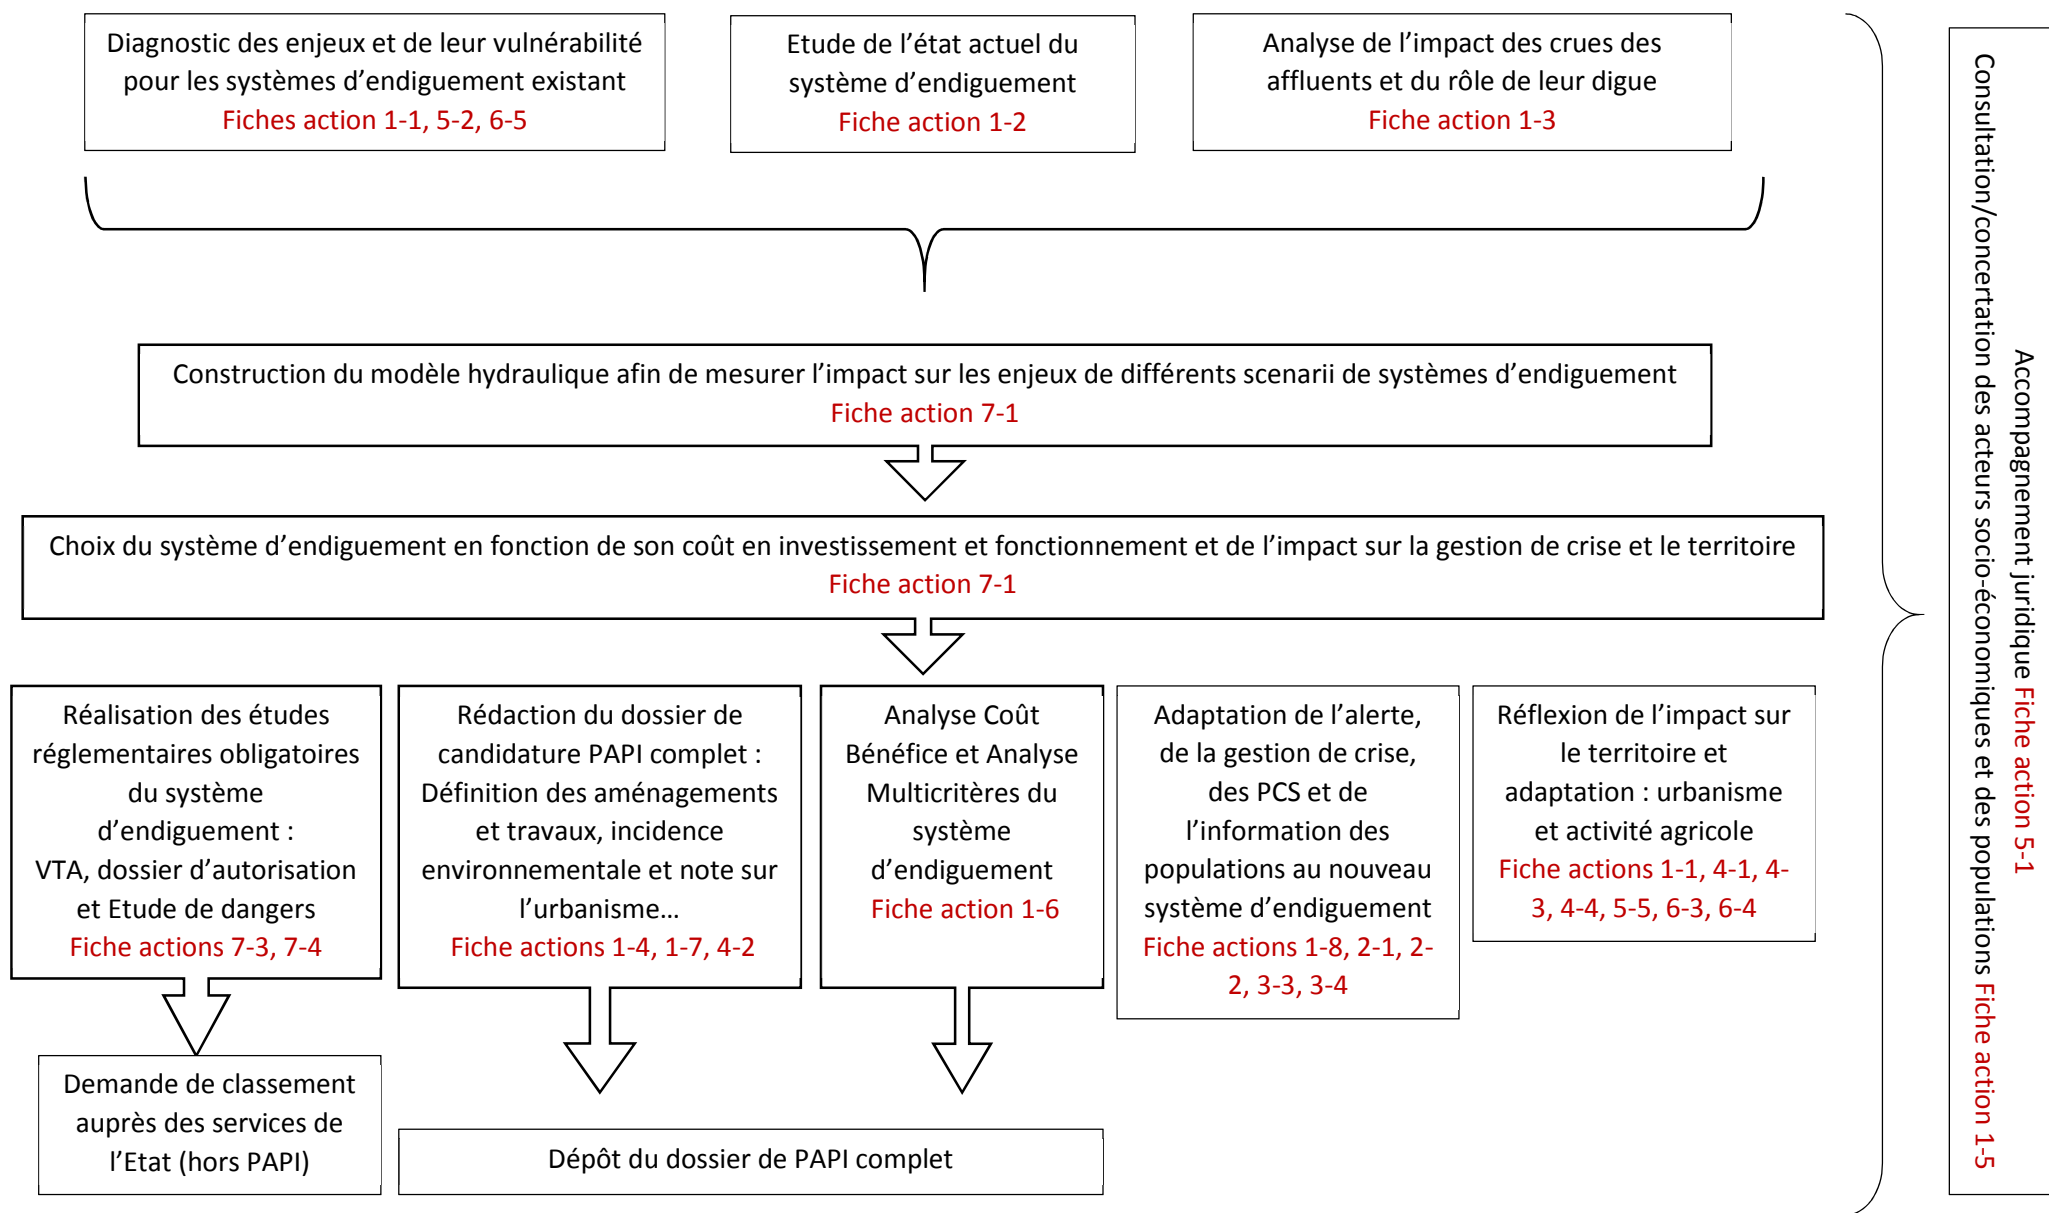 Diagnostic des enjeux et de leur vulnérabilité
pour les systèmes d'endiguement existant
Fiches action 1-1, 5-2, 6-5
Etude de l'état actuel du
système d'endiguement
Fiche action 1-2
Analyse de l'impact des crues des
affluents et du rôle de leur digue
Fiche action 1-3
Construction du modèle hydraulique afin de mesurer l'impact sur les enjeux de différents scenarii de systèmes d'endiguement
Fiche action 7-1
Choix du système d'endiguement en fonction de son coût en investissement et fonctionnement et de l'impact sur la gestion de crise et le territoire
Fiche action 7-1
Réalisation des études
réglementaires obligatoires
du système
d'endiguement :
VTA, dossier d'autorisation
et Etude de dangers
Fiche actions 7-3, 7-4
Rédaction du dossier de
candidature PAPI complet :
Définition des aménagements
et travaux, incidence
environnementale et note sur
l'urbanisme…
Fiche actions 1-4, 1-7, 4-2
Analyse Coût
Bénéfice et Analyse
Multicritères du
système
d'endiguement
Fiche action 1-6
Adaptation de l'alerte,
de la gestion de crise,
des PCS et de
l'information des
populations au nouveau
système d'endiguement
Fiche actions 1-8, 2-1, 2-
2, 3-3, 3-4
Réflexion de l'impact sur
le territoire et
adaptation : urbanisme
et activité agricole
Fiche actions 1-1, 4-1, 4-
3, 4-4, 5-5, 6-3, 6-4
Demande de classement
auprès des services de
l'Etat (hors PAPI)
Dépôt du dossier de PAPI complet
Acccompagnement juridique Fiche action 5-1
Consultation/concertation des acteurs socio-économiques et des populations Fiche action 1-5